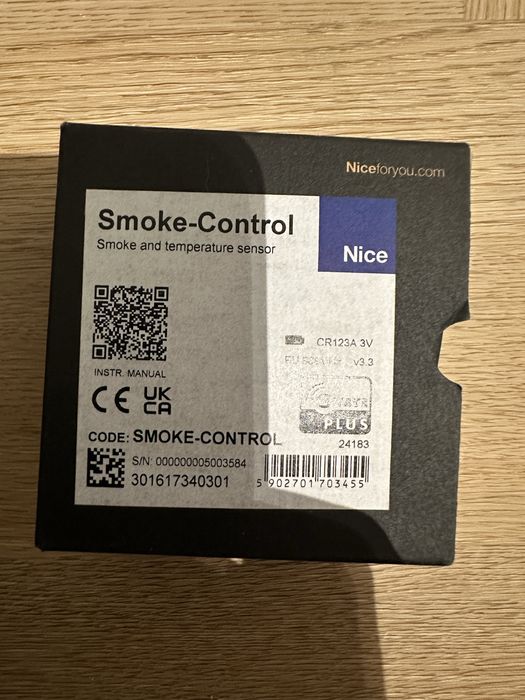 Niceforyou.com
Smoke-Control
Smoke and temperature sensor
Nice
CR123A 3V
v3.3
INSTR. MANUAL
CE UK
CA
PLUS
CODE: SMOKE-CONTROL
24183
S/N: 000000005003584
301617340301
5 902701 703455